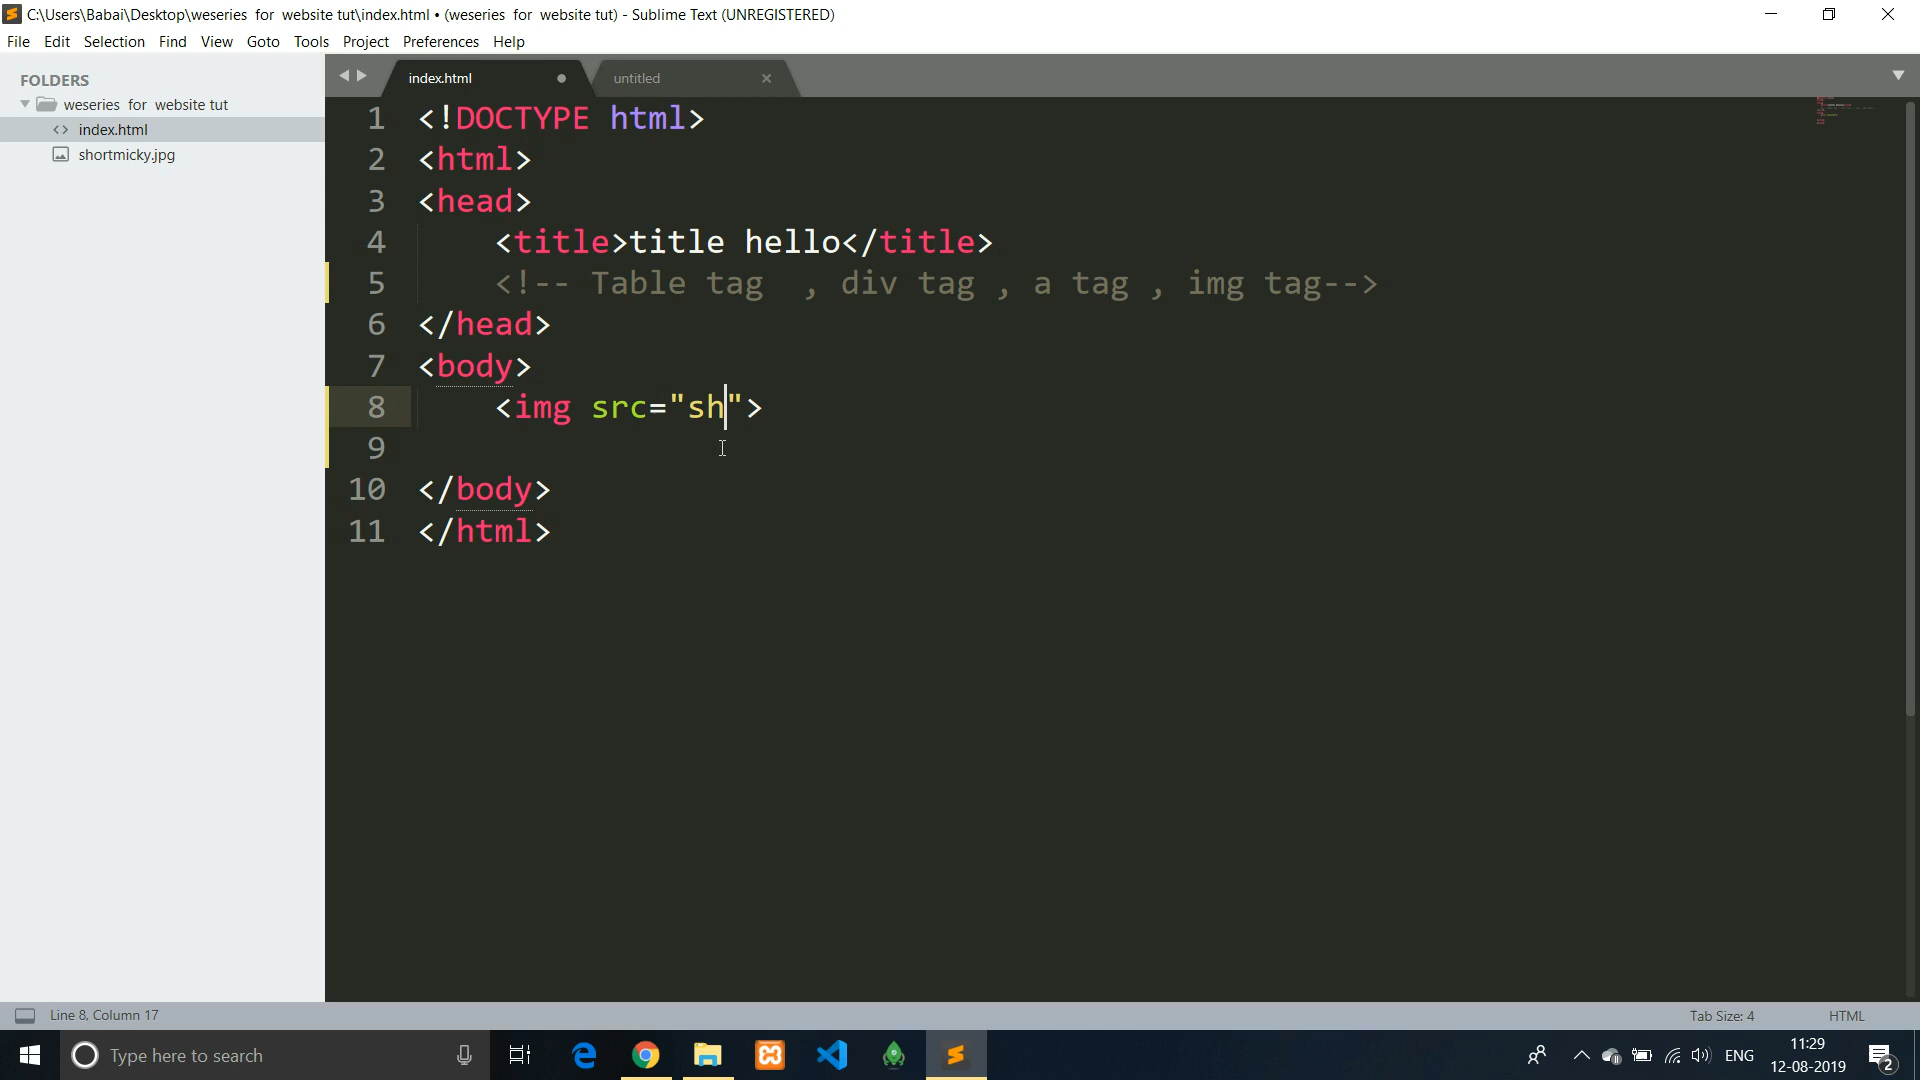 C:\Users\Babai\Desktop\weseries  for  website tut\index.html • (weseries  for  website tut) - Sublime Text (UNREGISTERED)
File Edit Selection Find View Goto Tools Project Preferences Help
FOLDERS
weseries  for  website tut
<> index.html
shortmicky.jpg
index.html
untitled
1 <!DOCTYPE html>
2 <html>
3 <head>
4 <title>title hello</title>
5 <!-- Table tag  , div tag , a tag , img tag-->
6 </head>
7 <body>
8 <img src="sh">
9
10 </body>
11 </html>
Line 8, Column 17
Tab Size: 4
HTML
Type here to search
ENG
11:29
12-08-2019
2